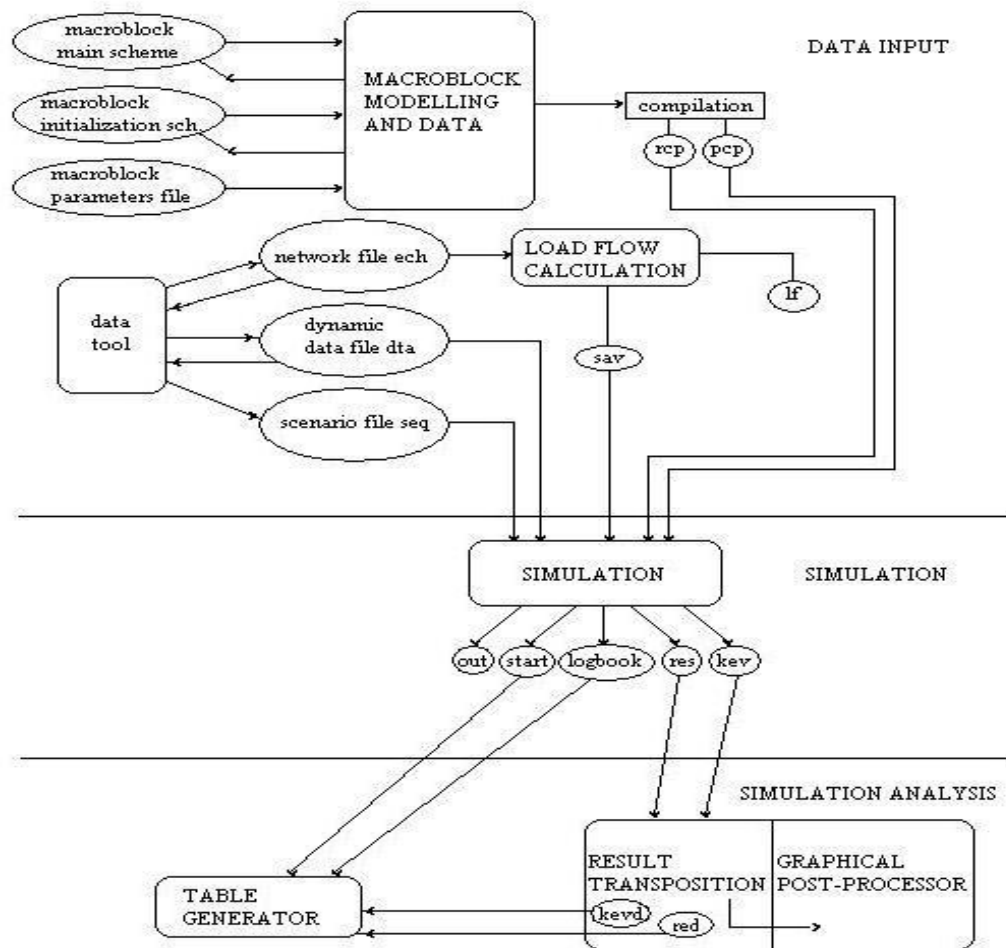 macroblock
main scheme
DATA INPUT
MACROBLOCK
MODELLING
AND DATA
macroblock
initialization sch
compilation
rcp
pcp
macroblock
parameters file
network file ech
LOAD FLOW
CALCULATION
lf
data
tool
dynamic
data file dta
sav
scenario file seq
SIMULATION
SIMULATION
out
start
logbook
res
kev
SIMULATION ANALYSIS
RESULT
TRANSPOSITION
GRAPHICAL
POST-PROCESSOR
TABLE
GENERATOR
kevd
red